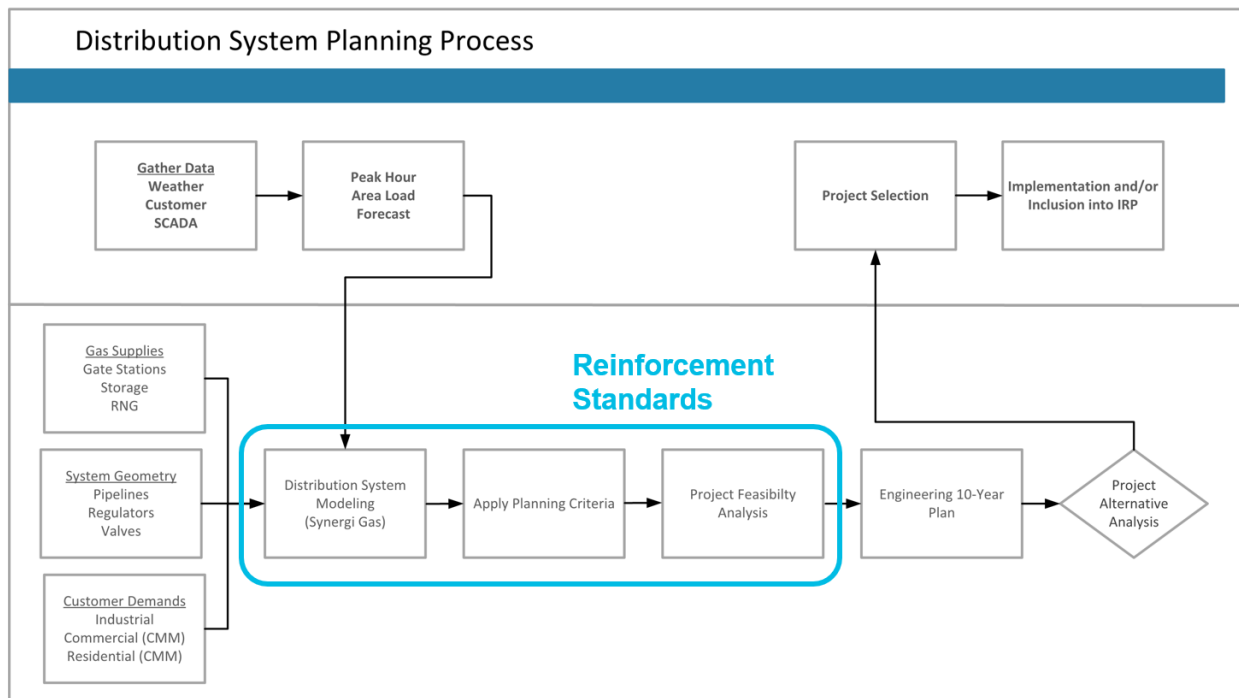 Distribution System Planning Process
Gather Data
Weather
Customer
SCADA
Peak Hour
Area Load
Forecast
Project Selection
Implementation and/or
Inclusion into IRP
Gas Supplies
Gate Stations
Storage
RNG
System Geometry
Pipelines
Regulators
Valves
Customer Demands
Industrial
Commercial (CMM)
Residential (CMM)
Reinforcement
Standards
Distribution System
Modeling
(Synergi Gas)
Apply Planning Criteria
Project Feasibilty
Analysis
Engineering 10-Year
Plan
Project
Alternative
Analysis